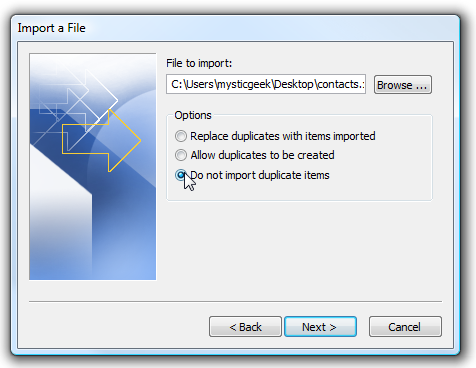 Import a File
File to import:
C:\Users\mysticgeek\Desktop\contacts.
Browse ...
Options
Replace duplicates with items imported
Allow duplicates to be created
Do not import duplicate items
< Back
Next >
Cancel